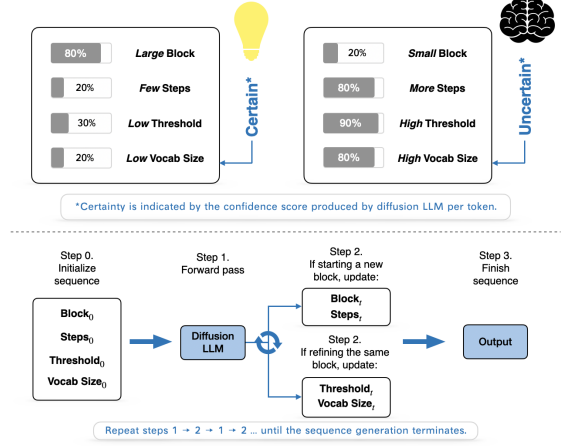 80% Large Block
20% Few Steps
30% Low Threshold
20% Low Vocab Size
Certain*
20% Small Block
80% More Steps
90% High Threshold
80% High Vocab Size
Uncertain*
*Certainty is indicated by the confidence score produced by diffusion LLM per token.
Step 0.
Initialize
sequence
Block₀
Steps₀
Threshold₀
Vocab Size₀
Step 1.
Forward pass
Diffusion
LLM
Step 2.
If starting a new
block, update:
Blockₜ
Stepsₜ
Step 2.
If refining the same
block, update:
Thresholdₜ
Vocab Sizeₜ
Step 3.
Finish
sequence
Output
Repeat steps 1 → 2 → 1 → 2 ... until the sequence generation terminates.